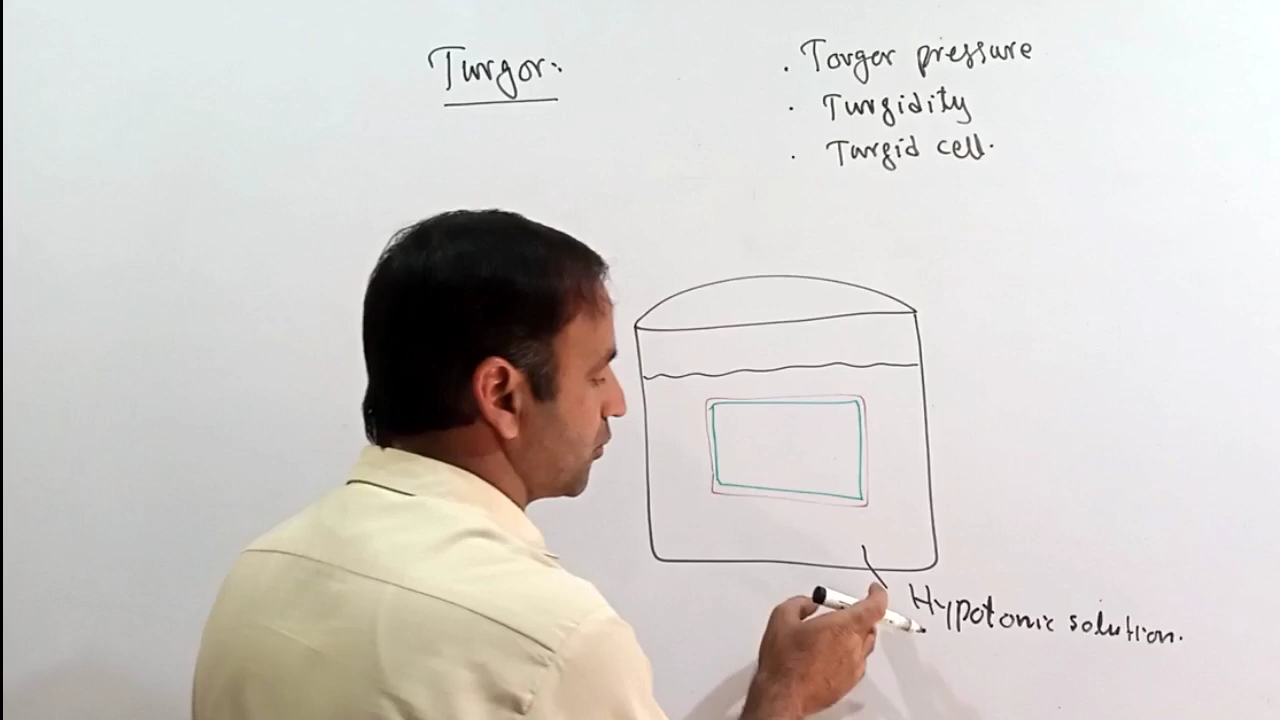 Turgor:
. Torger pressure
. Turgidity
. Turgid cell.
Hypotonic solution.